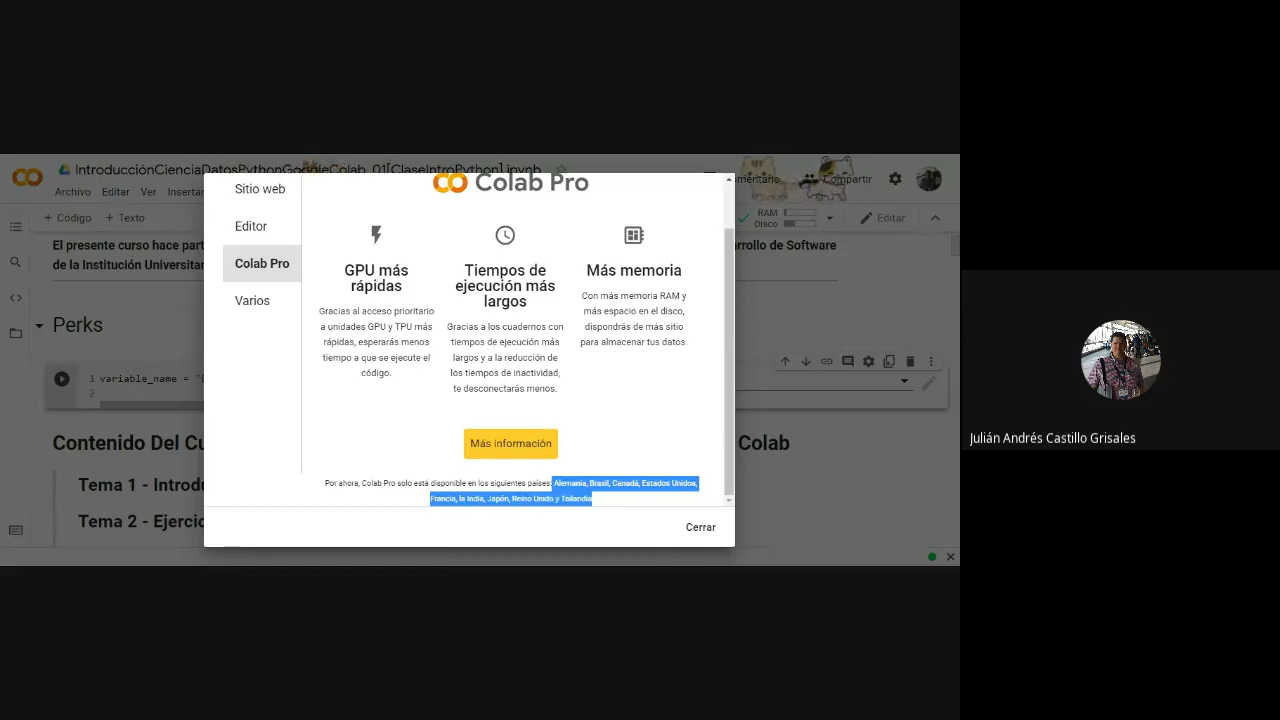 IntroducciónCienciaDatosPythonGoogleColab_01[ClaseIntroPython].ipynb
Archivo Editar Ver Insertar
Compartir
+ Código + Texto
RAM
Disco
Editar
El presente curso hace part
rrollo de Software
de la Institución Universitar
Perks
1 variable_name = "
2
Contenido Del Cu
Colab
Tema 1 - Introdu
Tema 2 - Ejercic
Sitio web
Editor
Colab Pro
Varios
Colab Pro
GPU más
rápidas
Gracias al acceso prioritario
a unidades GPU y TPU más
rápidas, esperarás menos
tiempo a que se ejecute el
código.
Tiempos de
ejecución más
largos
Gracias a los cuadernos con
tiempos de ejecución más
largos y a la reducción de
los tiempos de inactividad,
te desconectarás menos.
Más memoria
Con más memoria RAM y
más espacio en el disco,
dispondrás de más sitio
para almacenar tus datos.
Más información
Por ahora, Colab Pro solo está disponible en los siguientes países: Alemania, Brasil, Canadá, Estados Unidos,
Francia, la India, Japón, Reino Unido y Tailandia
Cerrar
Julián Andrés Castillo Grisales